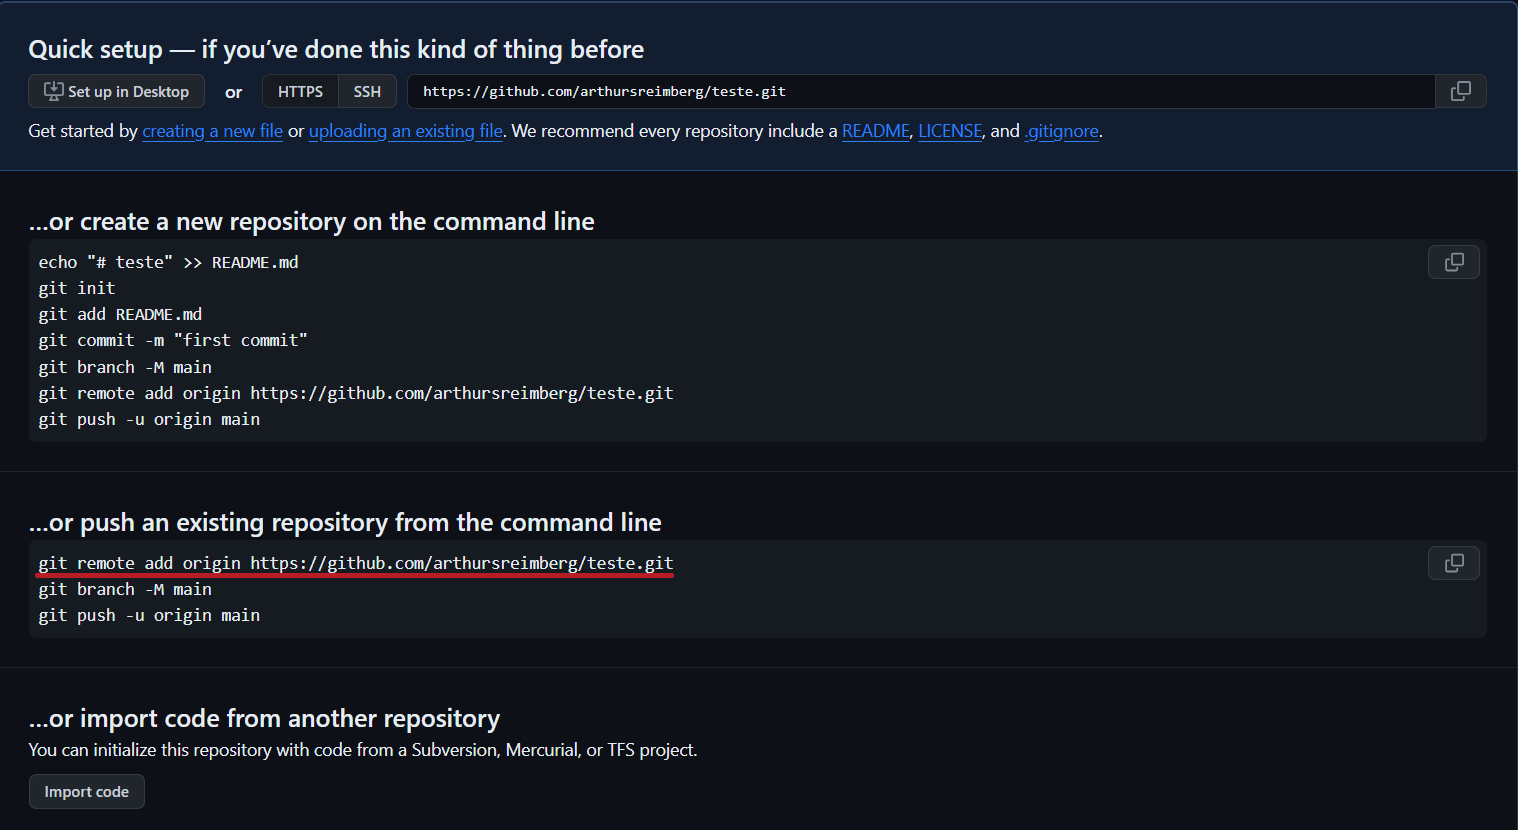 Quick setup — if you’ve done this kind of thing before
Set up in Desktop or HTTPS SSH https://github.com/arthursreimberg/teste.git
Get started by creating a new file or uploading an existing file. We recommend every repository include a README, LICENSE, and .gitignore.
…or create a new repository on the command line
echo "# teste" >> README.md
git init
git add README.md
git commit -m "first commit"
git branch -M main
git remote add origin https://github.com/arthursreimberg/teste.git
git push -u origin main
…or push an existing repository from the command line
git remote add origin https://github.com/arthursreimberg/teste.git
git branch -M main
git push -u origin main
…or import code from another repository
You can initialize this repository with code from a Subversion, Mercurial, or TFS project.
Import code